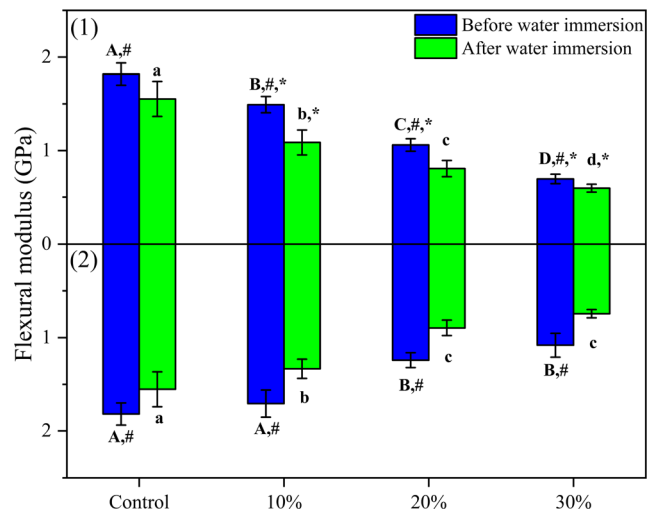 (1)
Before water immersion
After water immersion
A,#
a
B,#,*
b,*
C,#,*
c
D,#,*
d,*
2
1
0
1
2
Flexural modulus (GPa)
(2)
A,#
a
A,#
b
B,#
c
B,#
c
Control
10%
20%
30%